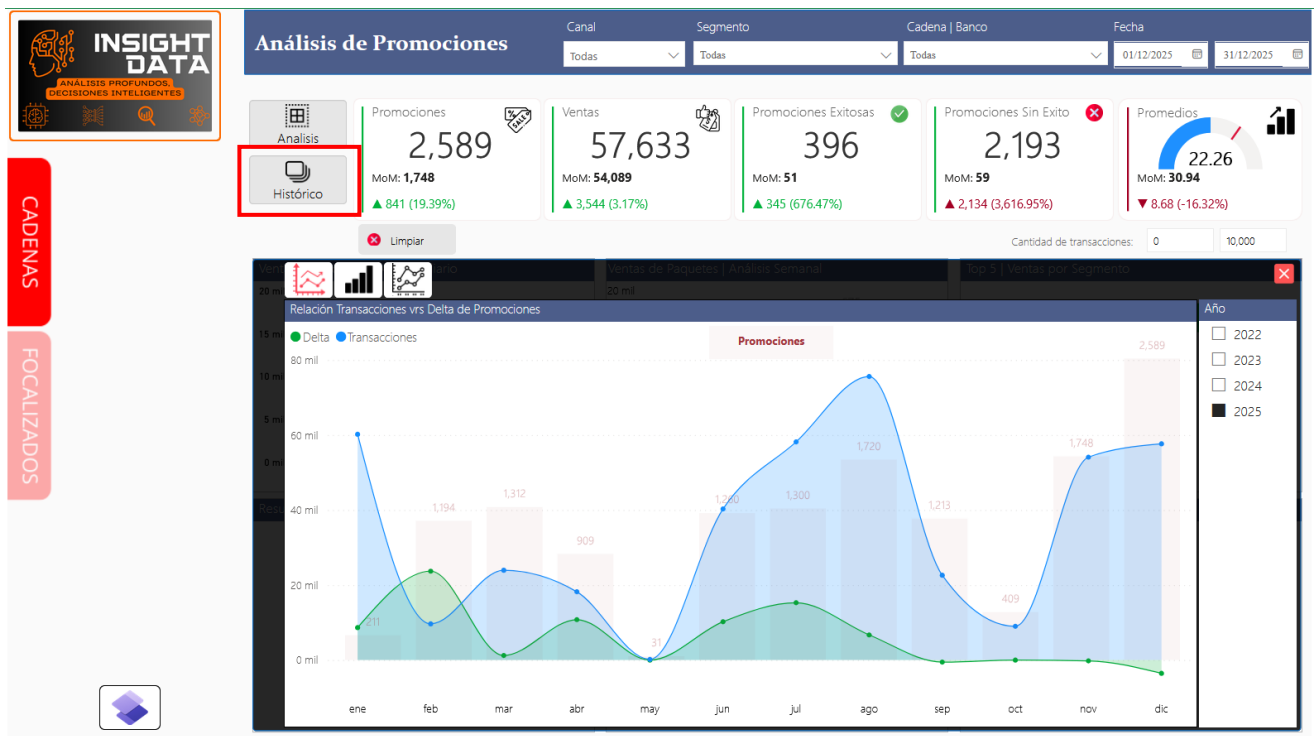 INSIGHT
DATA
ANÁLISIS PROFUNDOS.
DECISIONES INTELIGENTES
Análisis de Promociones
Canal
Todas
Segmento
Todas
Cadena | Banco
Todas
Fecha
01/12/2025
31/12/2025
CADENAS
FOCALIZADOS
Analisis
Histórico
Promociones
SALE
2,589
MoM: 1,748
▲ 841 (19.39%)
Ventas
57,633
MoM: 54,089
▲ 3,544 (3.17%)
Promociones Exitosas
396
MoM: 51
▲ 345 (676.47%)
Promociones Sin Exito
2,193
MoM: 59
▲ 2,134 (3,616.95%)
Promedios
22.26
MoM: 30.94
▼ 8.68 (-16.32%)
Limpiar
Cantidad de transacciones:
0
10,000
Ventas de Paquetes | Análisis Semanal
Top 5 | Ventas por Segmento
20 mil
Relación Transacciones vrs Delta de Promociones
Delta
Transacciones
Promociones
80 mil
60 mil
40 mil
20 mil
0 mil
211
1,194
1,312
909
31
1,260
1,300
1,720
1,213
409
1,748
2,589
ene
feb
mar
abr
may
jun
jul
ago
sep
oct
nov
dic
Año
2022
2023
2024
2025